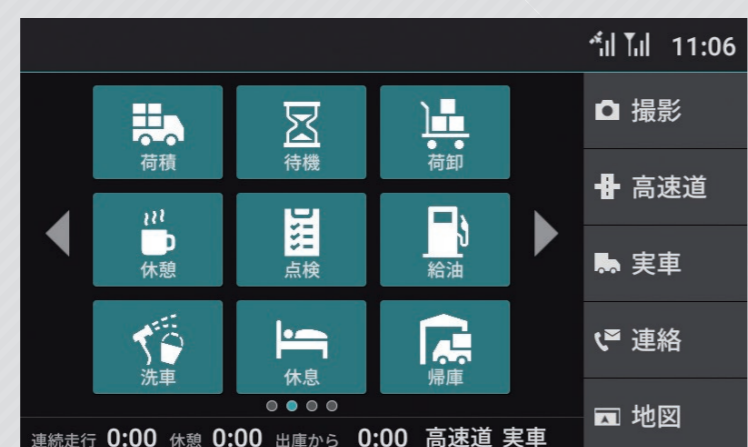 11:06
荷積 待機 荷卸
休憩 点検 給油
洗車 休息 帰庫
撮影
高速道
実車
連絡
地図
連続走行 0:00 休憩 0:00 出庫から 0:00 高速道 実車